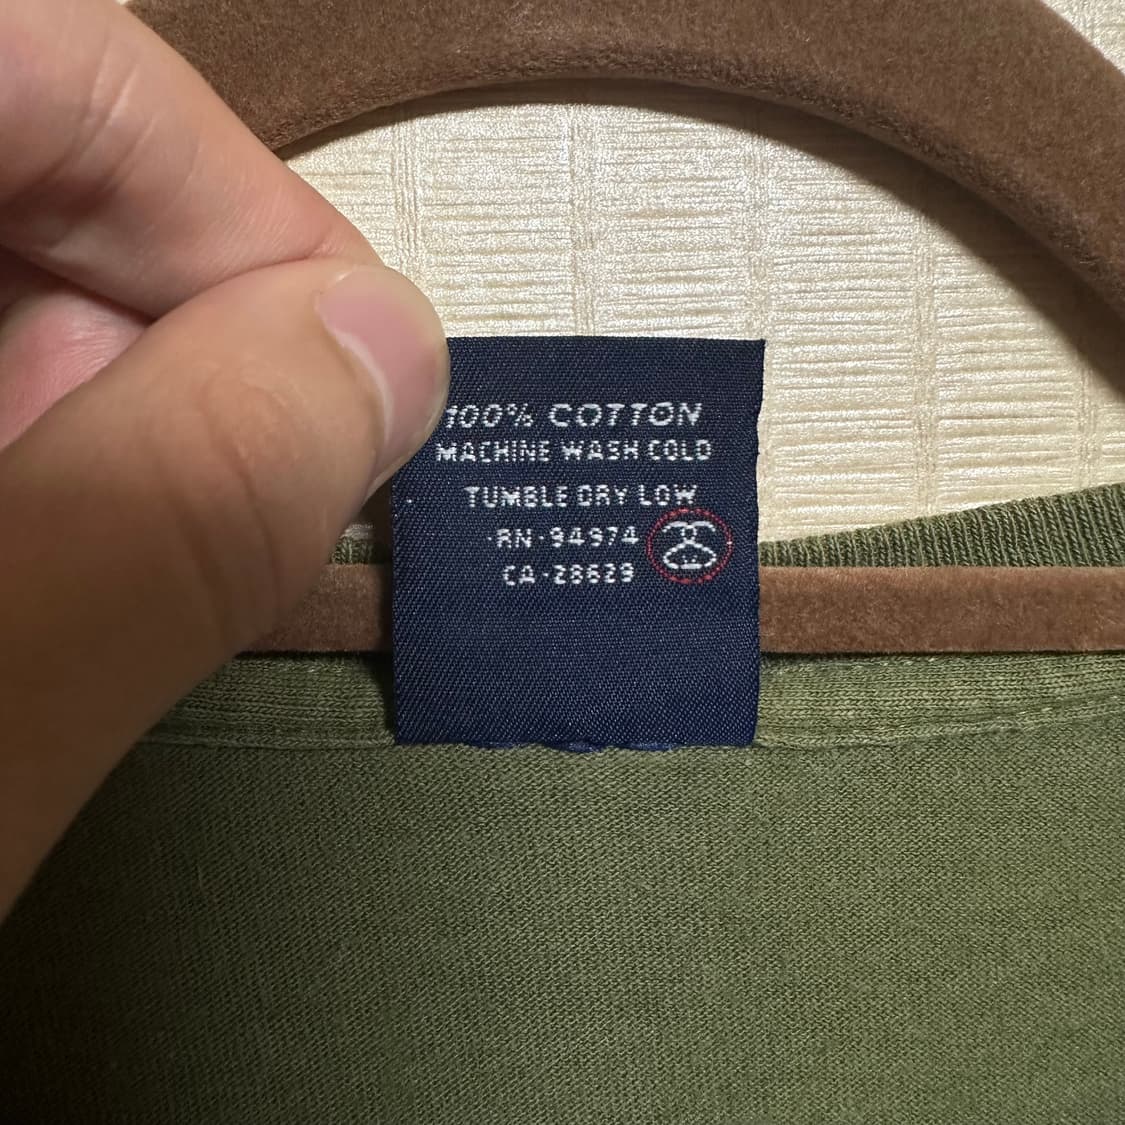 100% COTTON
MACHINE WASH COLD
TUMBLE DRY LOW
·RN·94974
CA·28629